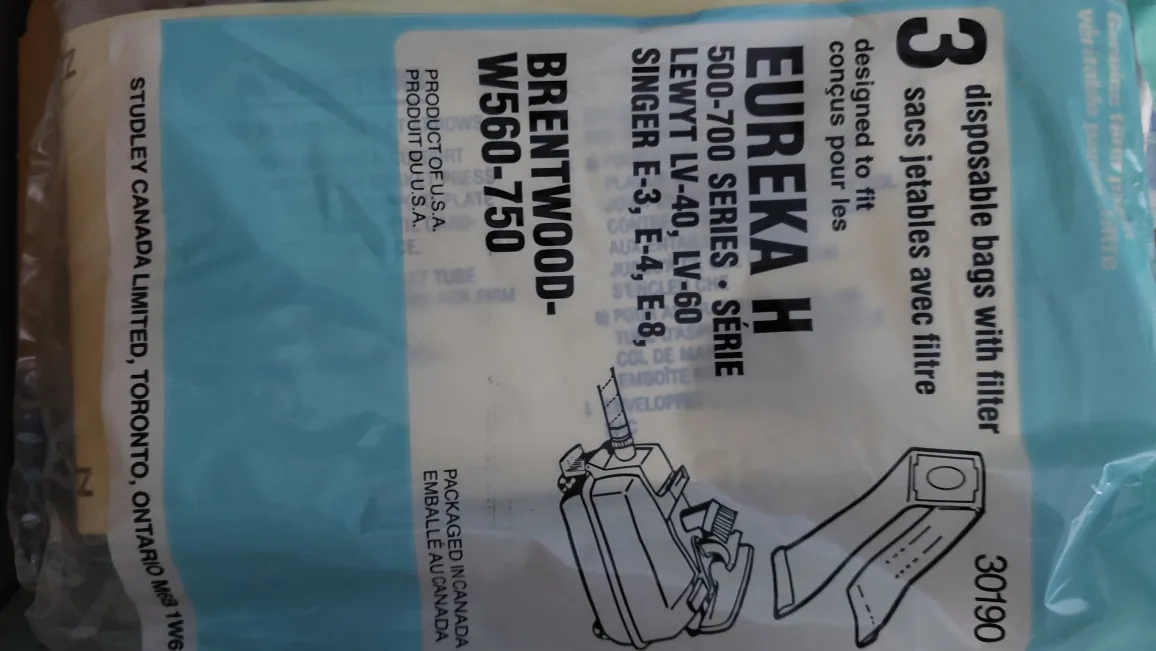 3 disposable bags with filter
sacs jetables avec filtre
30190
designed to fit
conçus pour les
EUREKA H
500-700 SERIES • SÉRIE
LEWYT LV-40, LV-60
SINGER E-3, E-4, E-8,
BRENTWOOD-
W560-750
PRODUCT OF U.S.A.
PRODUIT DU U.S.A.
PACKAGED IN CANADA
EMBALLÉ AU CANADA
STUDLEY CANADA LIMITED, TORONTO, ONTARIO M6B 1W6